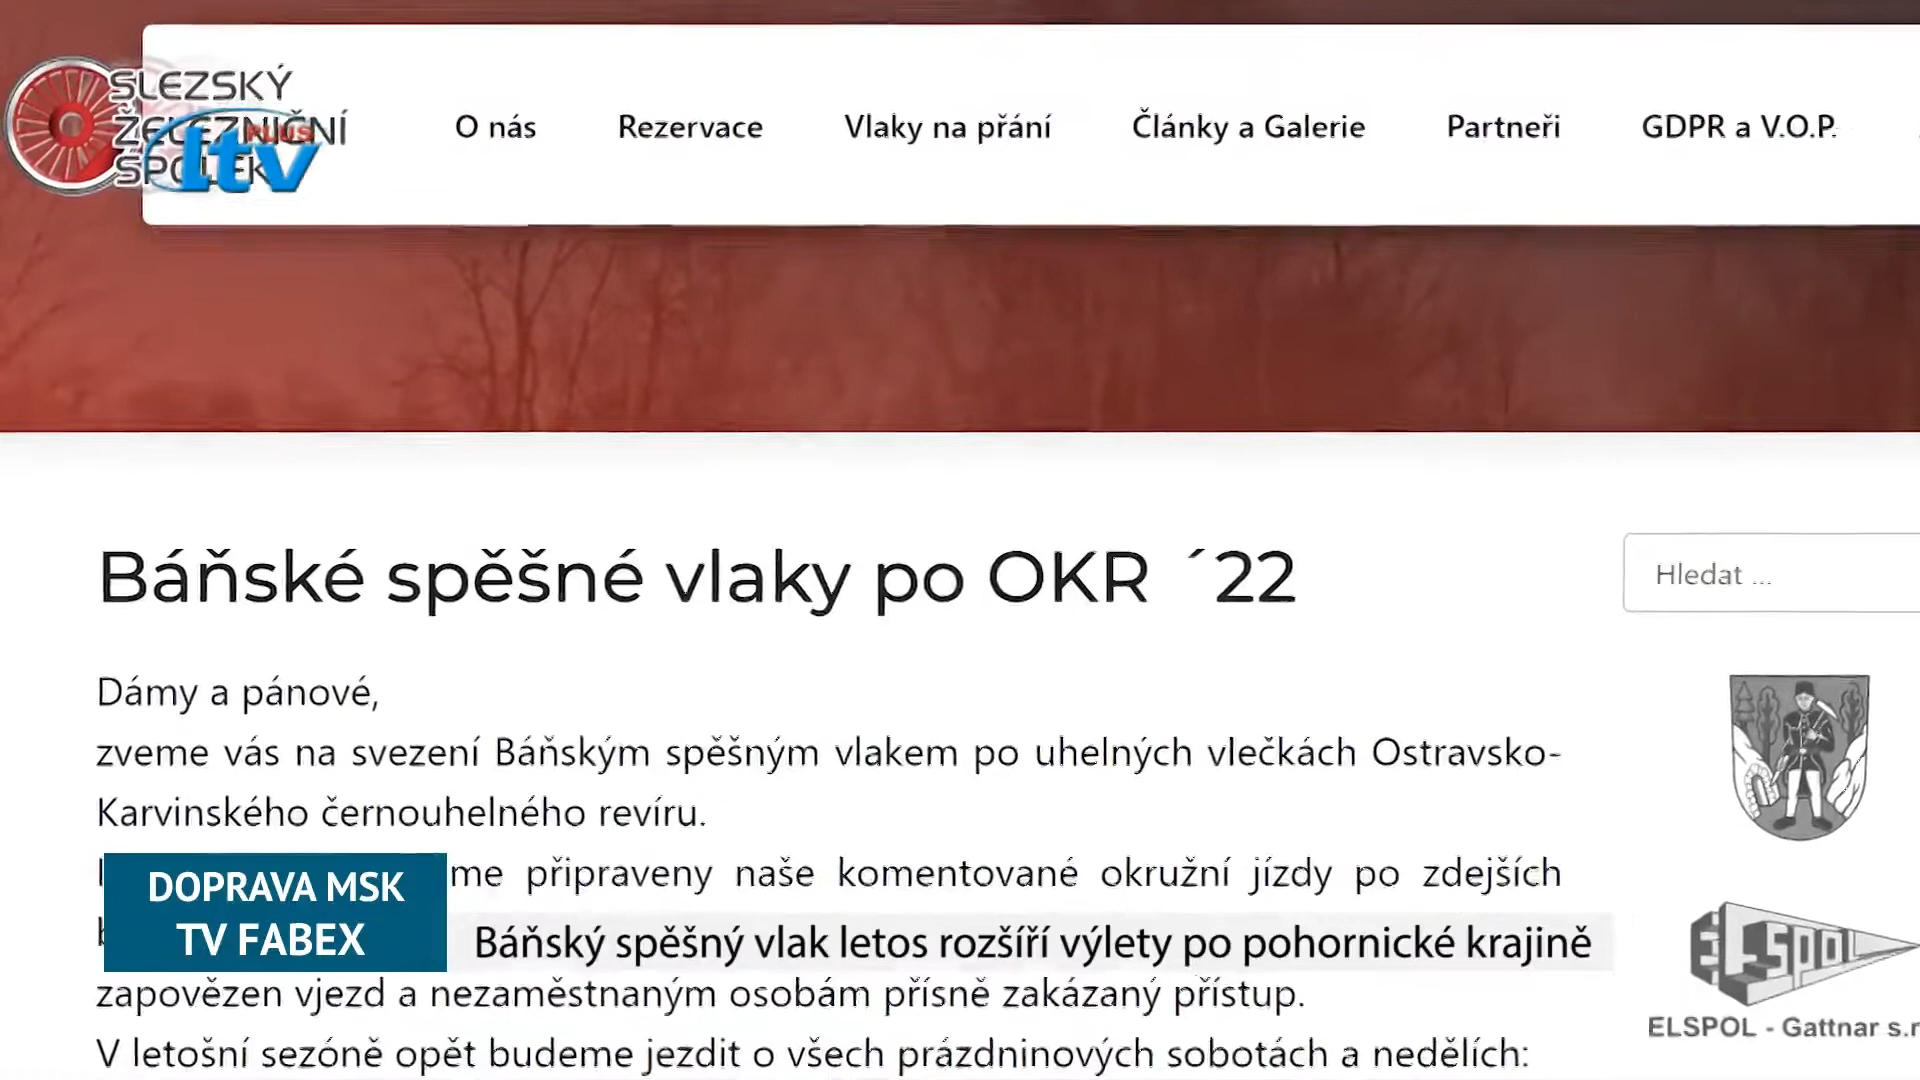 SLEZSKÝ
ŽELEZNIČNÍ
SPOLEK
PLUS
ltv
O nás
Rezervace
Vlaky na přání
Články a Galerie
Partneři
GDPR a V.O.P.
Báňské spěšné vlaky po OKR ´22
Hledat ...
Dámy a pánové,
zveme vás na svezení Báňským spěšným vlakem po uhelných vlečkách Ostravsko-
Karvinského černouhelného revíru.
me připraveny naše komentované okružní jízdy po zdejších
DOPRAVA MSK
TV FABEX
Báňský spěšný vlak letos rozšíří výlety po pohornické krajině
zapovězen vjezd a nezaměstnaným osobám přísně zakázaný přístup.
V letošní sezóně opět budeme jezdit o všech prázdninových sobotách a nedělích:
ELSPOL
ELSPOL - Gattnar s.r